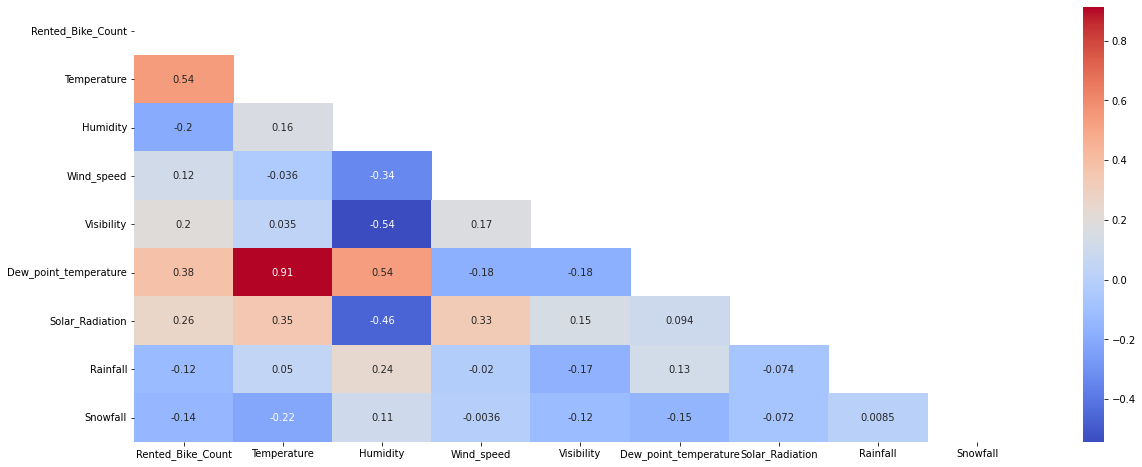 Rented_Bike_Count
Temperature 0.54
Humidity -0.2 0.16
Wind_speed 0.12 -0.036 -0.34
Visibility 0.2 0.035 -0.54 0.17
Dew_point_temperature 0.38 0.91 0.54 -0.18 -0.18
Solar_Radiation 0.26 0.35 -0.46 0.33 0.15 0.094
Rainfall -0.12 0.05 0.24 -0.02 -0.17 0.13 -0.074
Snowfall -0.14 -0.22 0.11 -0.0036 -0.12 -0.15 -0.072 0.0085
Rented_Bike_Count Temperature Humidity Wind_speed Visibility Dew_point_temperature Solar_Radiation Rainfall Snowfall
0.8
0.6
0.4
0.2
0.0
−0.2
−0.4